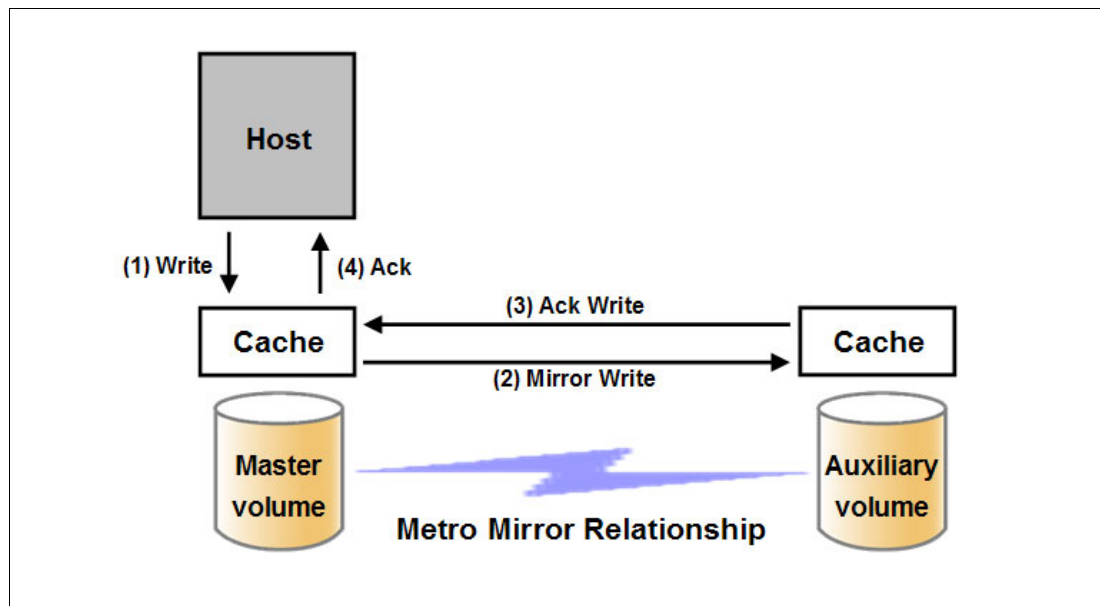 Host
(1) Write
(4) Ack
(3) Ack Write
Cache
Cache
(2) Mirror Write
Master
volume
Auxiliary
volume
Metro Mirror Relationship